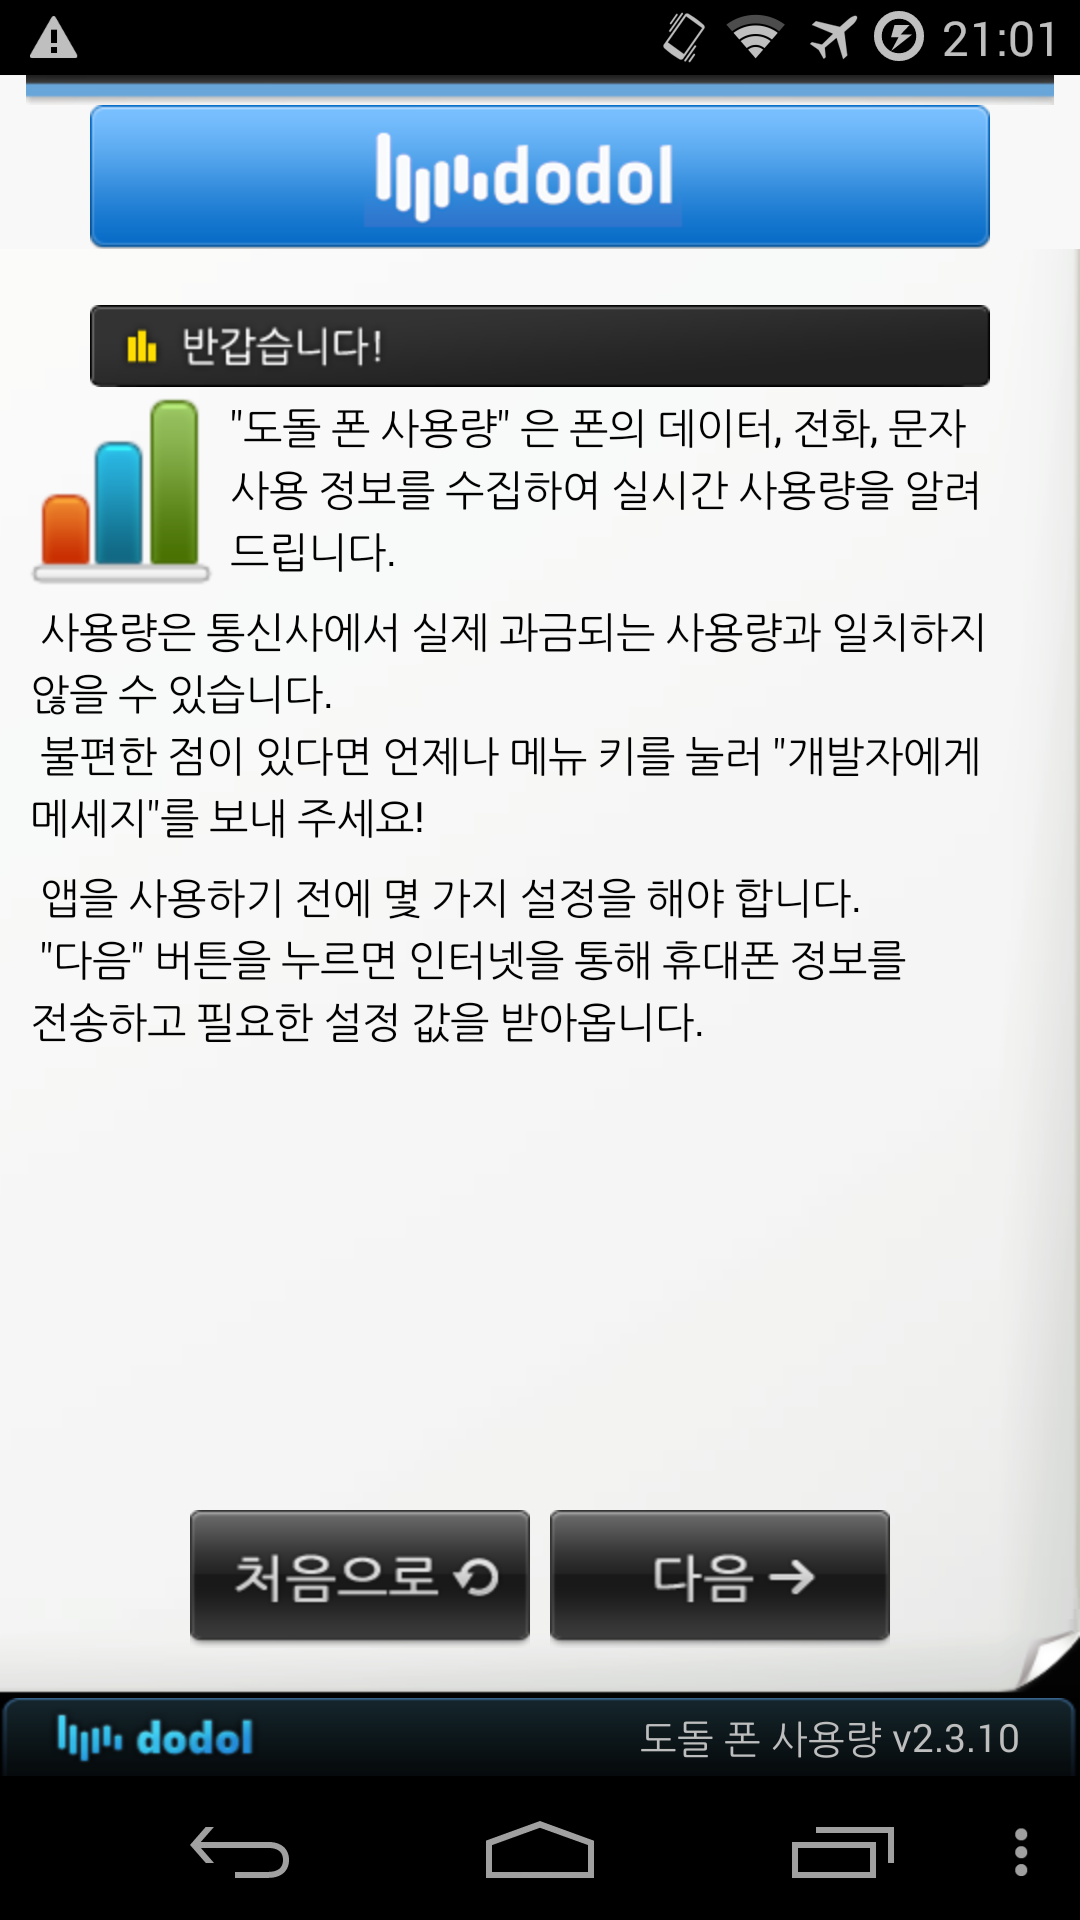 21:01
dodol
반갑습니다!
"도돌 폰 사용량" 은 폰의 데이터, 전화, 문자
사용 정보를 수집하여 실시간 사용량을 알려
드립니다.
사용량은 통신사에서 실제 과금되는 사용량과 일치하지
않을 수 있습니다.
불편한 점이 있다면 언제나 메뉴 키를 눌러 "개발자에게
메세지"를 보내 주세요!
앱을 사용하기 전에 몇 가지 설정을 해야 합니다.
"다음" 버튼을 누르면 인터넷을 통해 휴대폰 정보를
전송하고 필요한 설정 값을 받아옵니다.
처음으로 다음
dodol 도돌 폰 사용량 v2.3.10